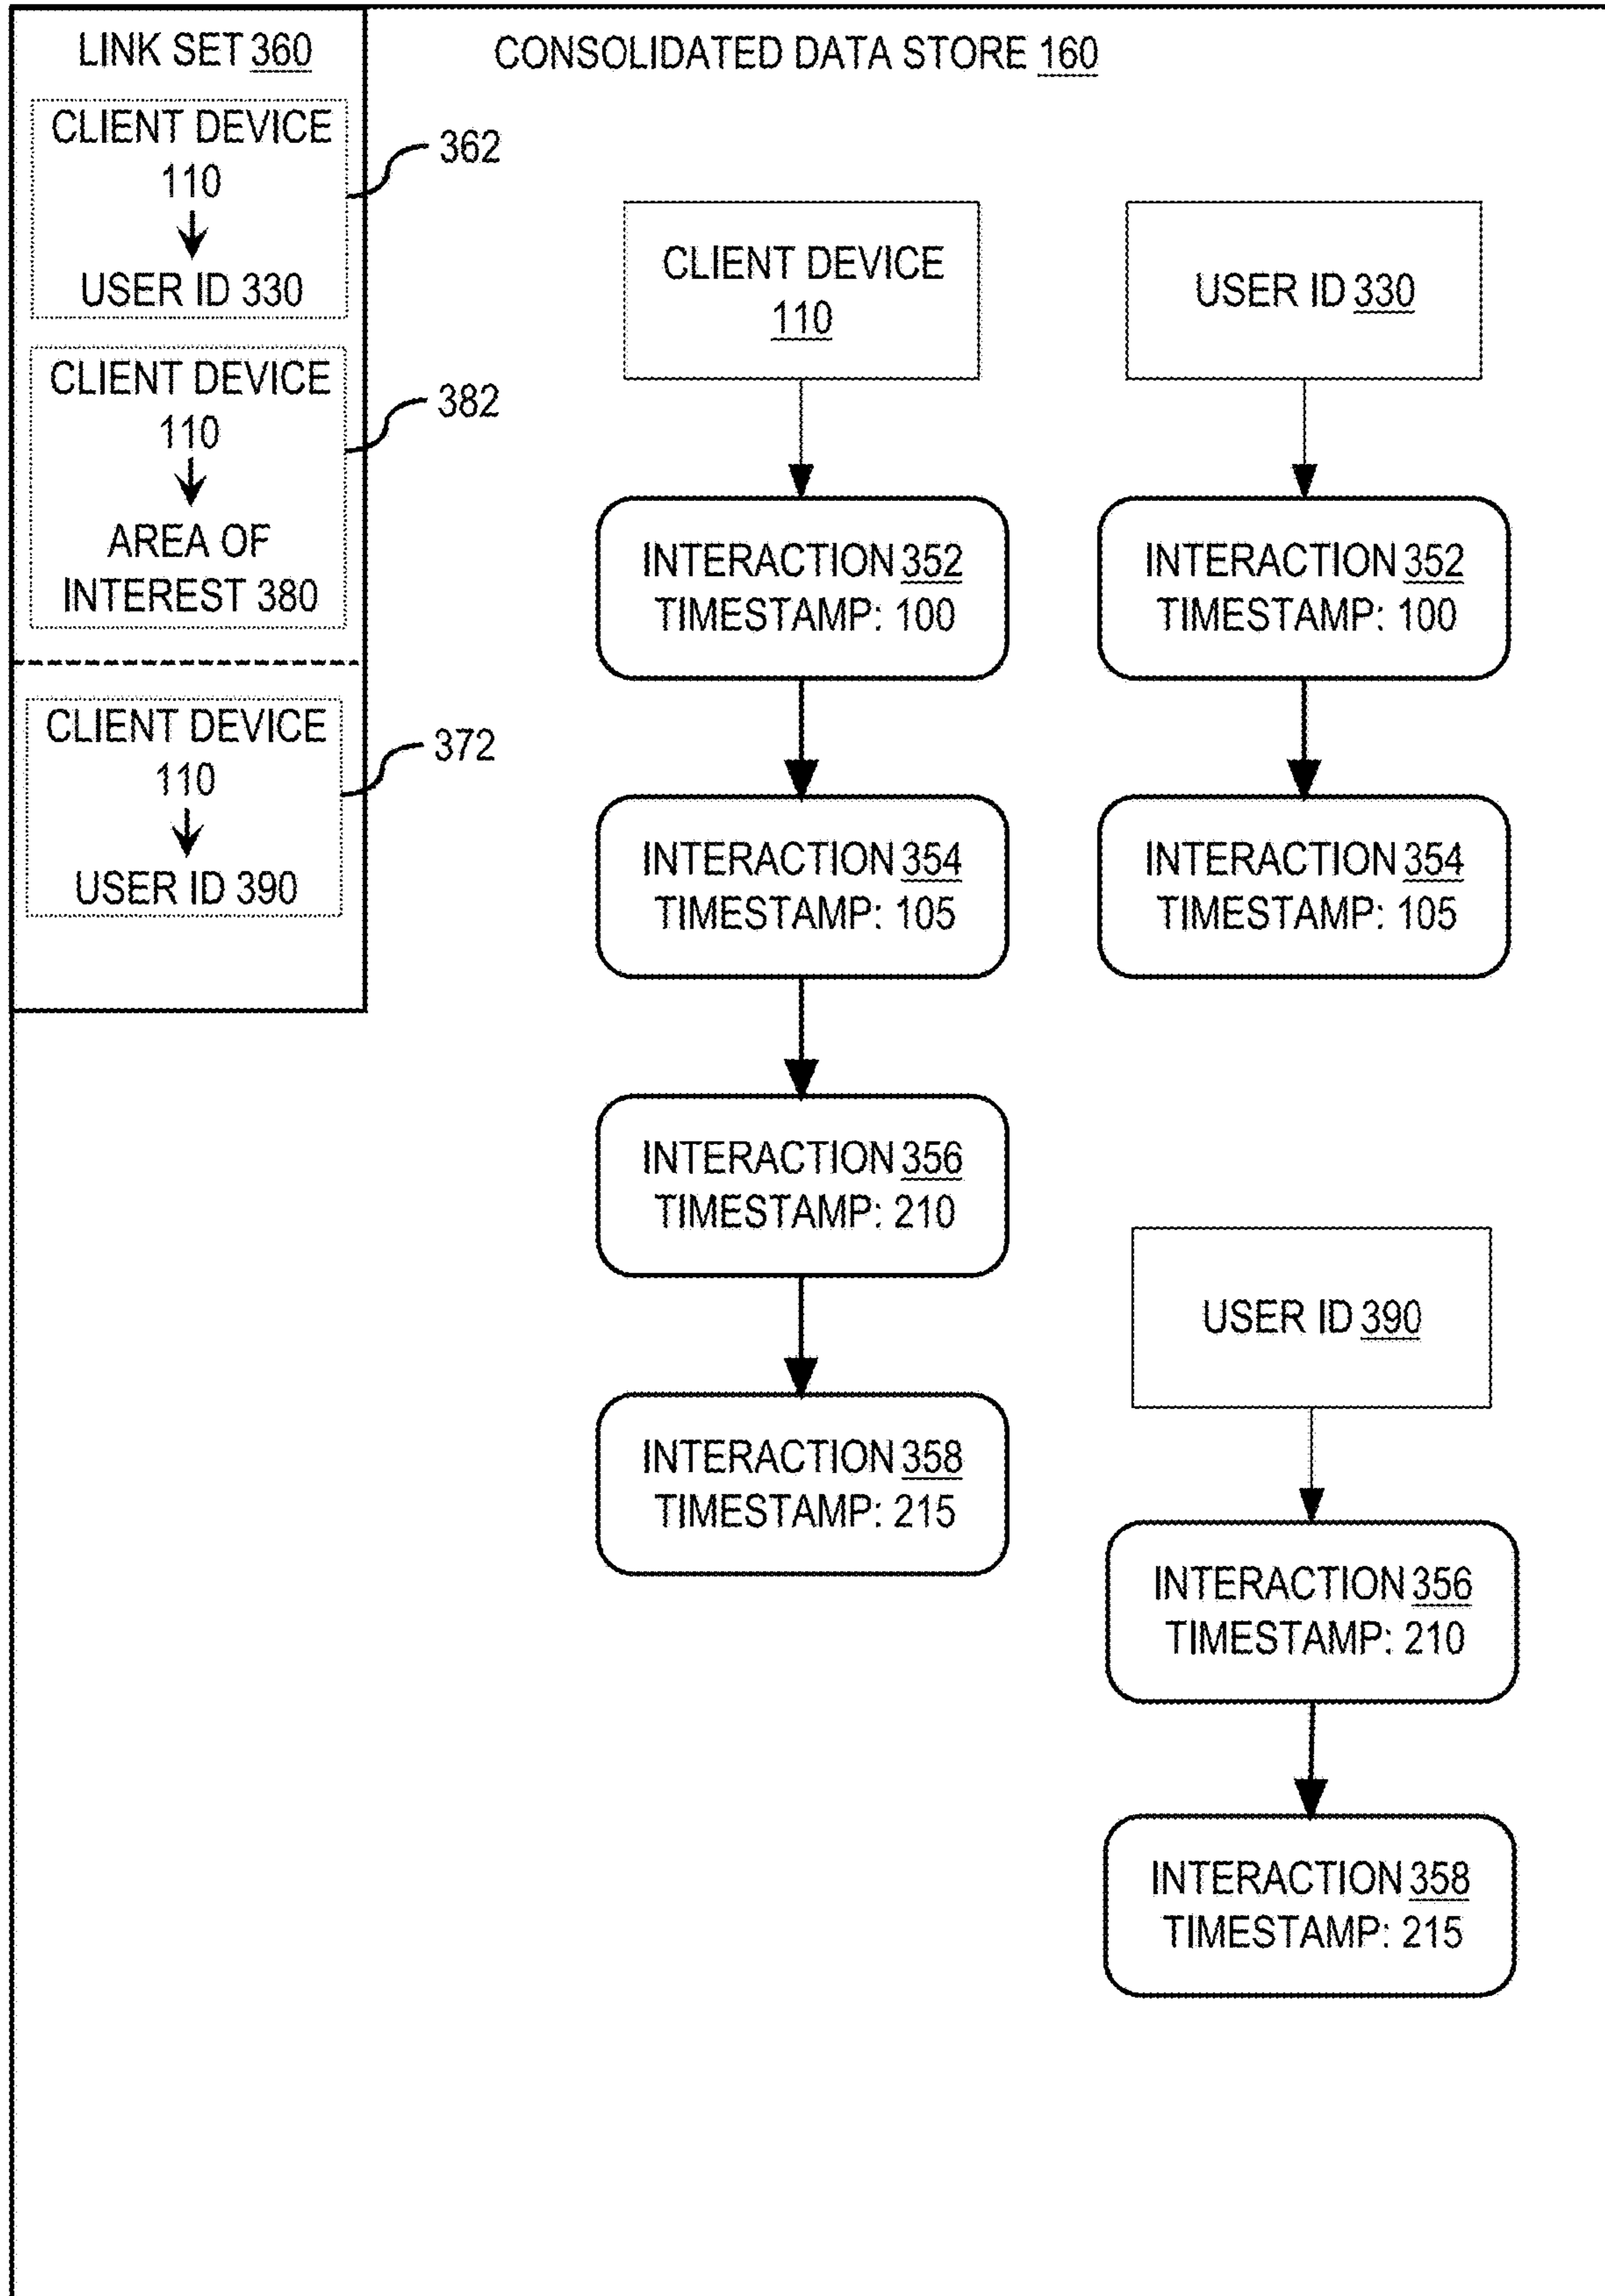 LINK SET 360
CONSOLIDATED DATA STORE 160
CLIENT DEVICE
110
USER ID 330
362
CLIENT DEVICE
110
AREA OF
INTEREST 380
382
CLIENT DEVICE
110
USER ID 390
372
CLIENT DEVICE
110
INTERACTION 352
TIMESTAMP: 100
INTERACTION 354
TIMESTAMP: 105
INTERACTION 356
TIMESTAMP: 210
INTERACTION 358
TIMESTAMP: 215
USER ID 330
INTERACTION 352
TIMESTAMP: 100
INTERACTION 354
TIMESTAMP: 105
USER ID 390
INTERACTION 356
TIMESTAMP: 210
INTERACTION 358
TIMESTAMP: 215